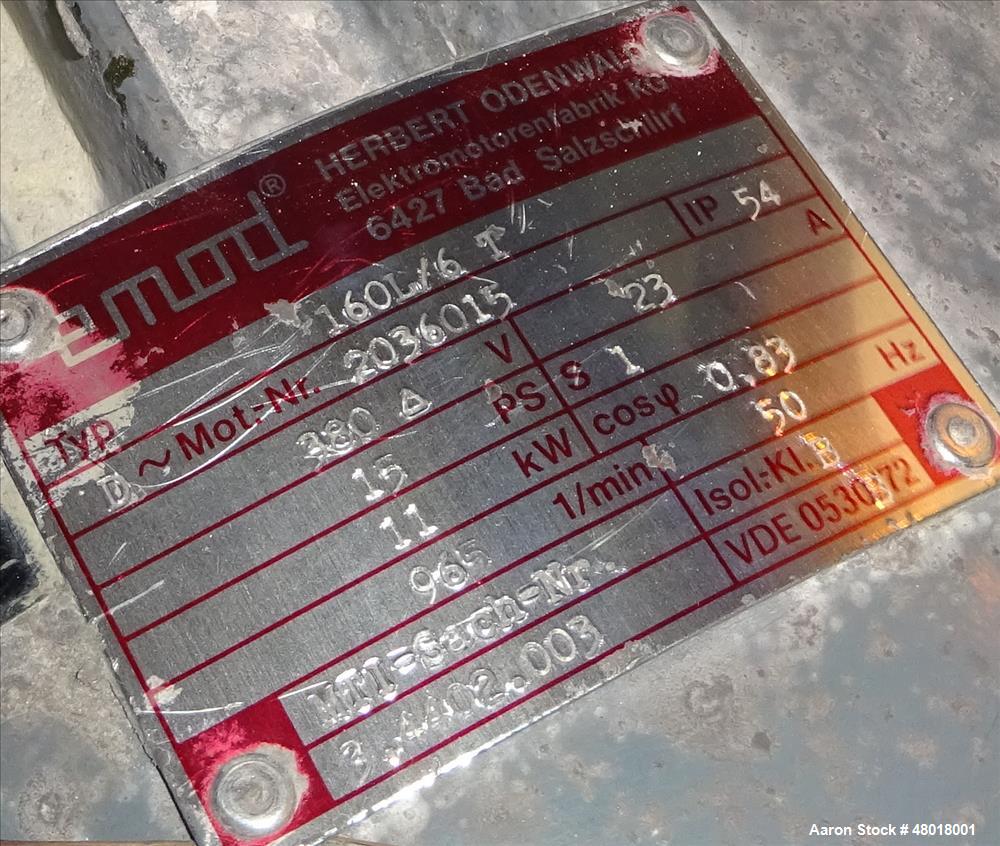 emod®
HERBERT ODENWALD
Elektromotorenfabrik KG
6427 Bad Salzschlirf
Typ 160L/6 T IP 54
D ~ Mot.-Nr. 2036015
380 Δ V 23 A
15 PS S 1
11 kW cosφ 0,83
965 1/min 50 Hz
MTI-Sach-Nr. Isol.-Kl. B
3.4402.003 VDE 0530/72
Aaron Stock # 48018001